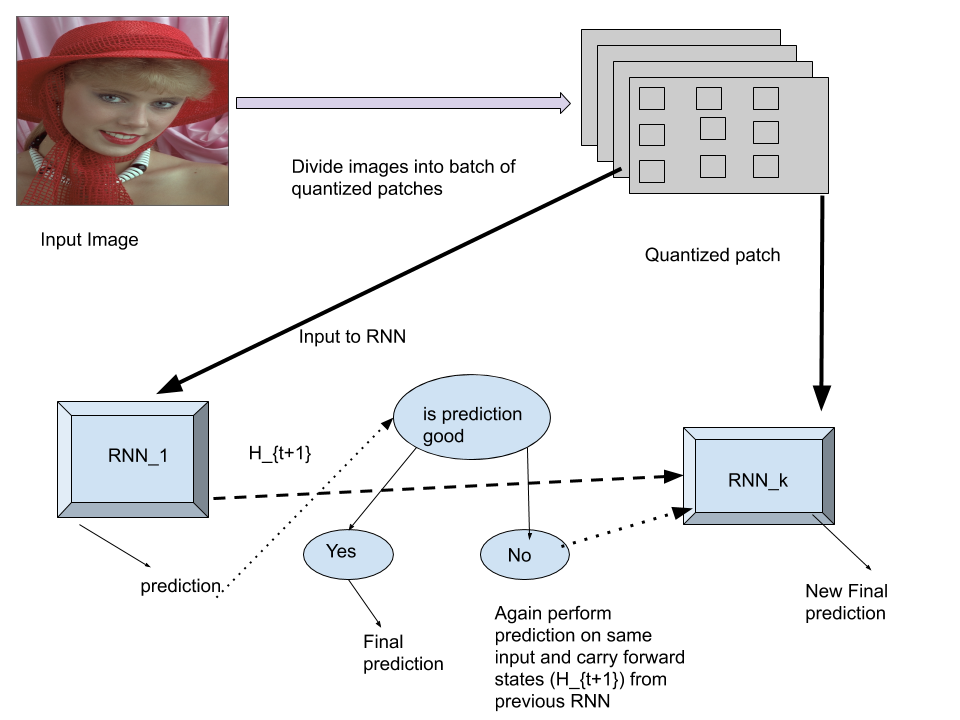 Divide images into batch of
quantized patches
Input Image
Quantized patch
Input to RNN
is prediction
good
H_{t+1}
RNN_1
RNN_k
Yes
No
prediction.
New Final
prediction
Final
prediction
Again perform
prediction on same
input and carry forward
states (H_{t+1}) from
previous RNN